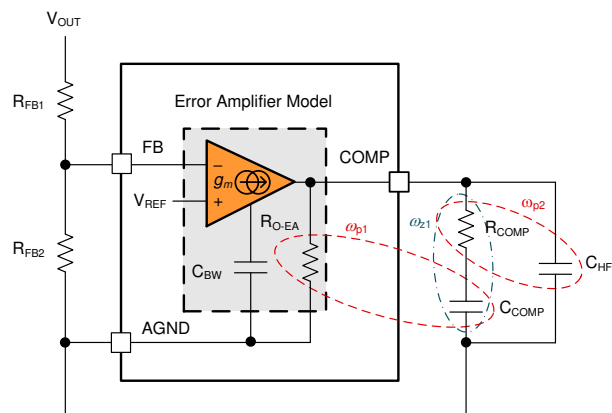 VOUT
RFB1
Error Amplifier Model
FB
−
gm
COMP
VREF
+
RO-EA
ωp1
ωz1
ωp2
RCOMP
RFB2
CBW
CHF
CCOMP
AGND